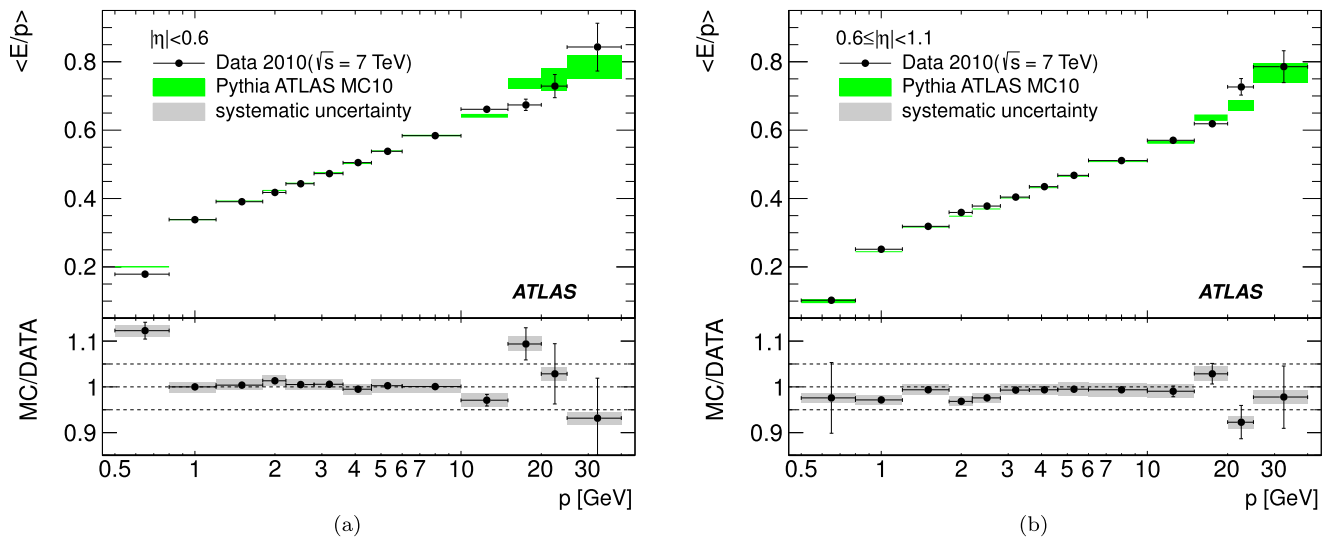 <E/p>
|η|<0.6
Data 2010(√s = 7 TeV)
Pythia ATLAS MC10
systematic uncertainty
0.8
0.6
0.4
0.2
ATLAS
MC/DATA
1.1
1
0.9
0.5 1 2 3 4 5 6 7 10 20 30
p [GeV]
(a)
<E/p>
0.6≤|η|<1.1
Data 2010(√s = 7 TeV)
Pythia ATLAS MC10
systematic uncertainty
0.8
0.6
0.4
0.2
ATLAS
MC/DATA
1.1
1
0.9
0.5 1 2 3 4 5 6 7 10 20 30
p [GeV]
(b)